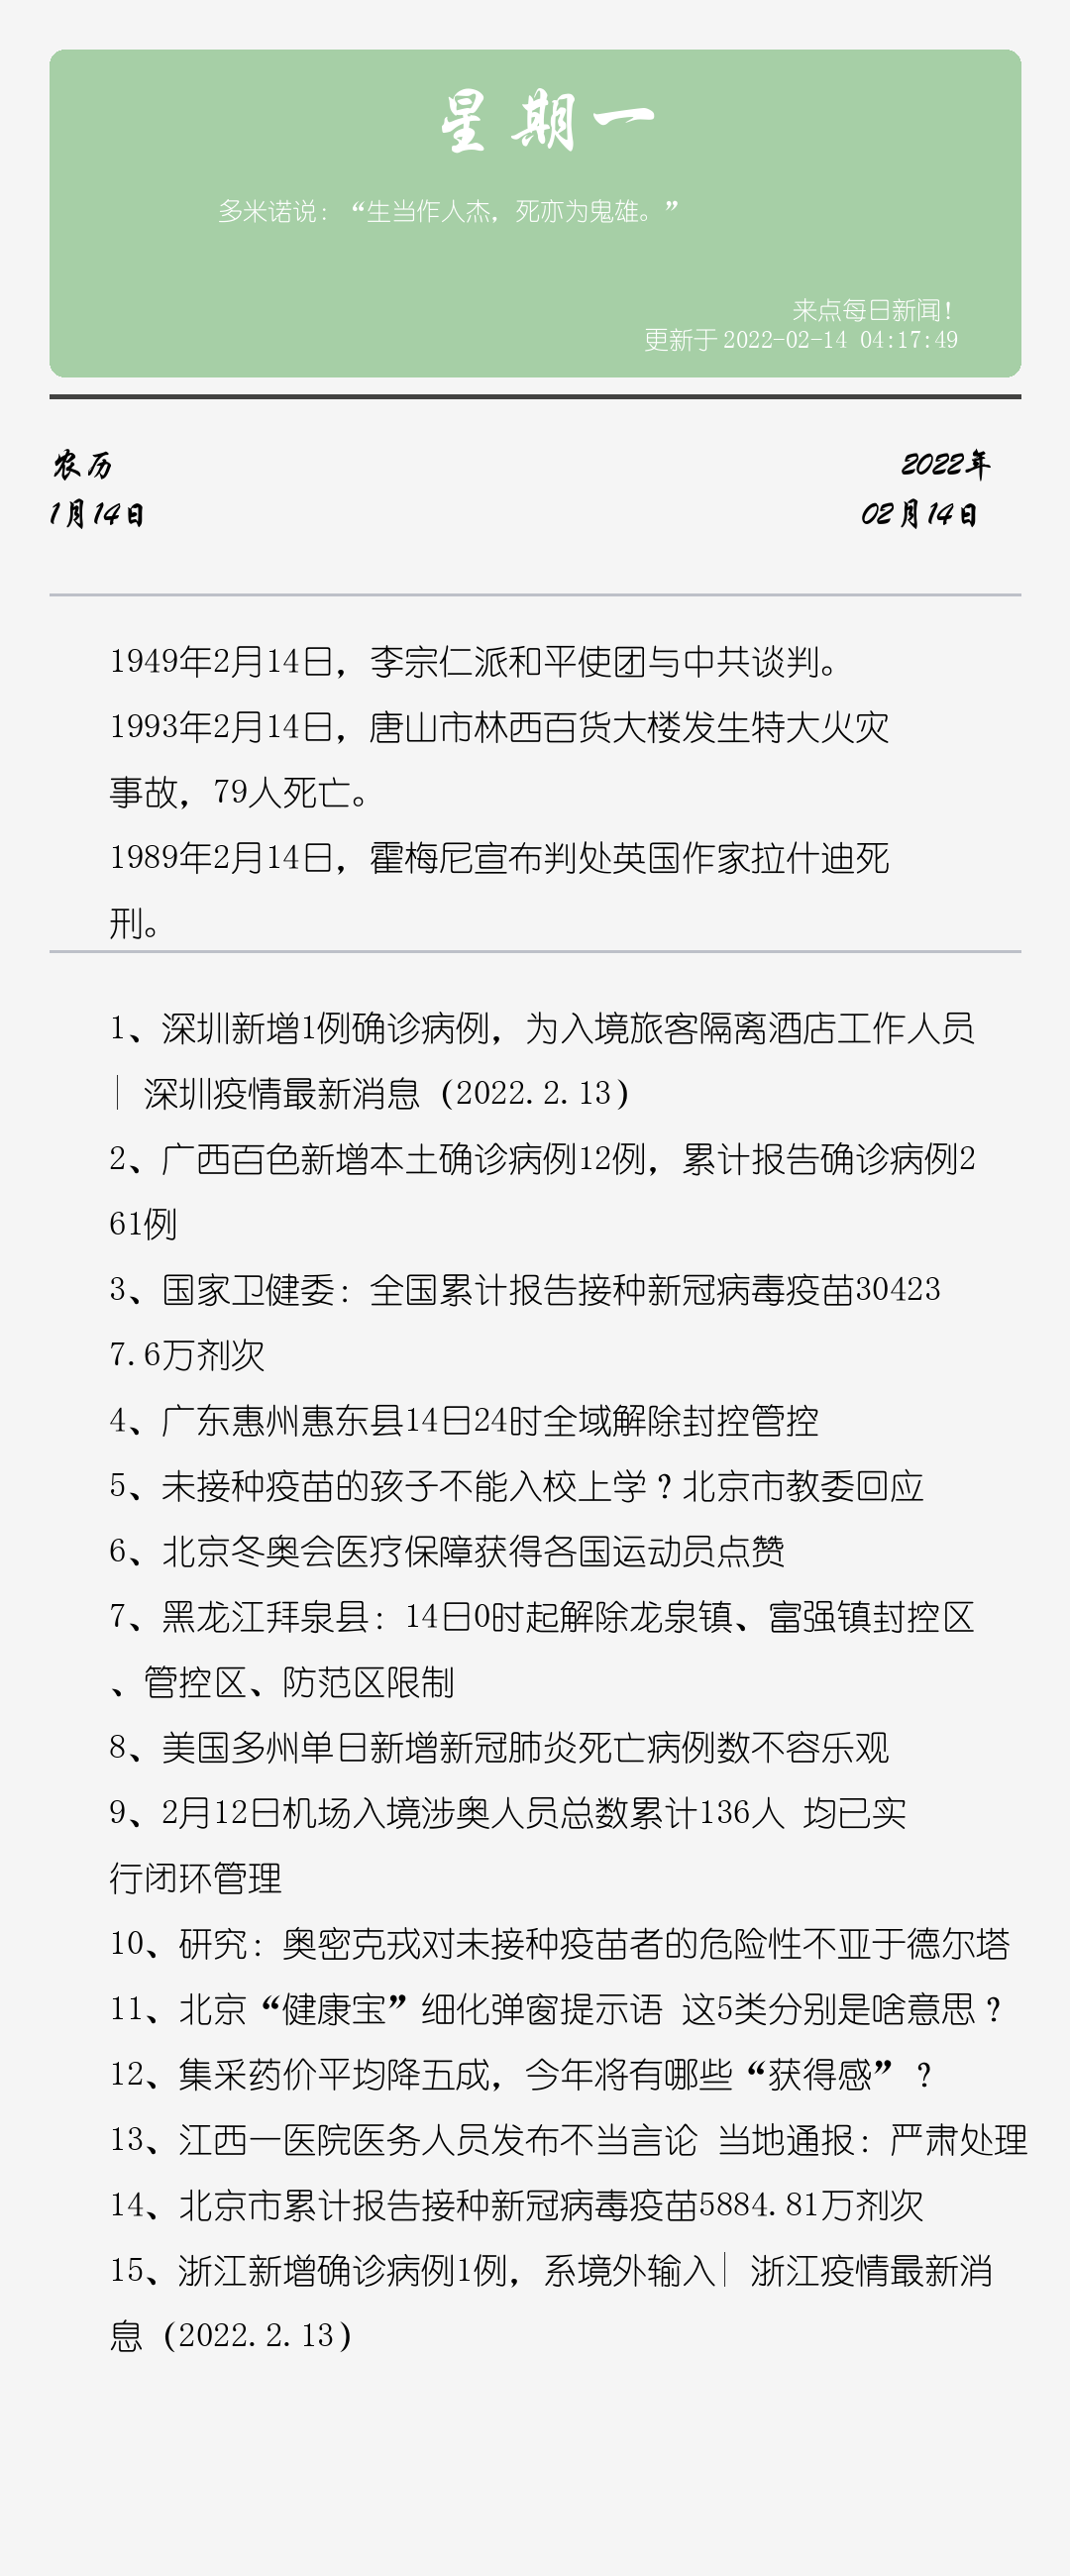 星期一
多米诺说：“生当作人杰，死亦为鬼雄。”
来点每日新闻！
更新于 2022-02-14 04:17:49
农历
2022年
1月14日
02月14日
1949年2月14日，李宗仁派和平使团与中共谈判。
1993年2月14日，唐山市林西百货大楼发生特大火灾
事故，79人死亡。
1989年2月14日，霍梅尼宣布判处英国作家拉什迪死
刑。
1、深圳新增1例确诊病例，为入境旅客隔离酒店工作人员
｜深圳疫情最新消息（2022.2.13）
2、广西百色新增本土确诊病例12例，累计报告确诊病例2
61例
3、国家卫健委：全国累计报告接种新冠病毒疫苗30423
7.6万剂次
4、广东惠州惠东县14日24时全域解除封控管控
5、未接种疫苗的孩子不能入校上学？北京市教委回应
6、北京冬奥会医疗保障获得各国运动员点赞
7、黑龙江拜泉县：14日0时起解除龙泉镇、富强镇封控区
、管控区、防范区限制
8、美国多州单日新增新冠肺炎死亡病例数不容乐观
9、2月12日机场入境涉奥人员总数累计136人 均已实
行闭环管理
10、研究：奥密克戎对未接种疫苗者的危险性不亚于德尔塔
11、北京“健康宝”细化弹窗提示语 这5类分别是啥意思？
12、集采药价平均降五成，今年将有哪些“获得感”？
13、江西一医院医务人员发布不当言论 当地通报：严肃处理
14、北京市累计报告接种新冠病毒疫苗5884.81万剂次
15、浙江新增确诊病例1例，系境外输入｜浙江疫情最新消
息（2022.2.13）